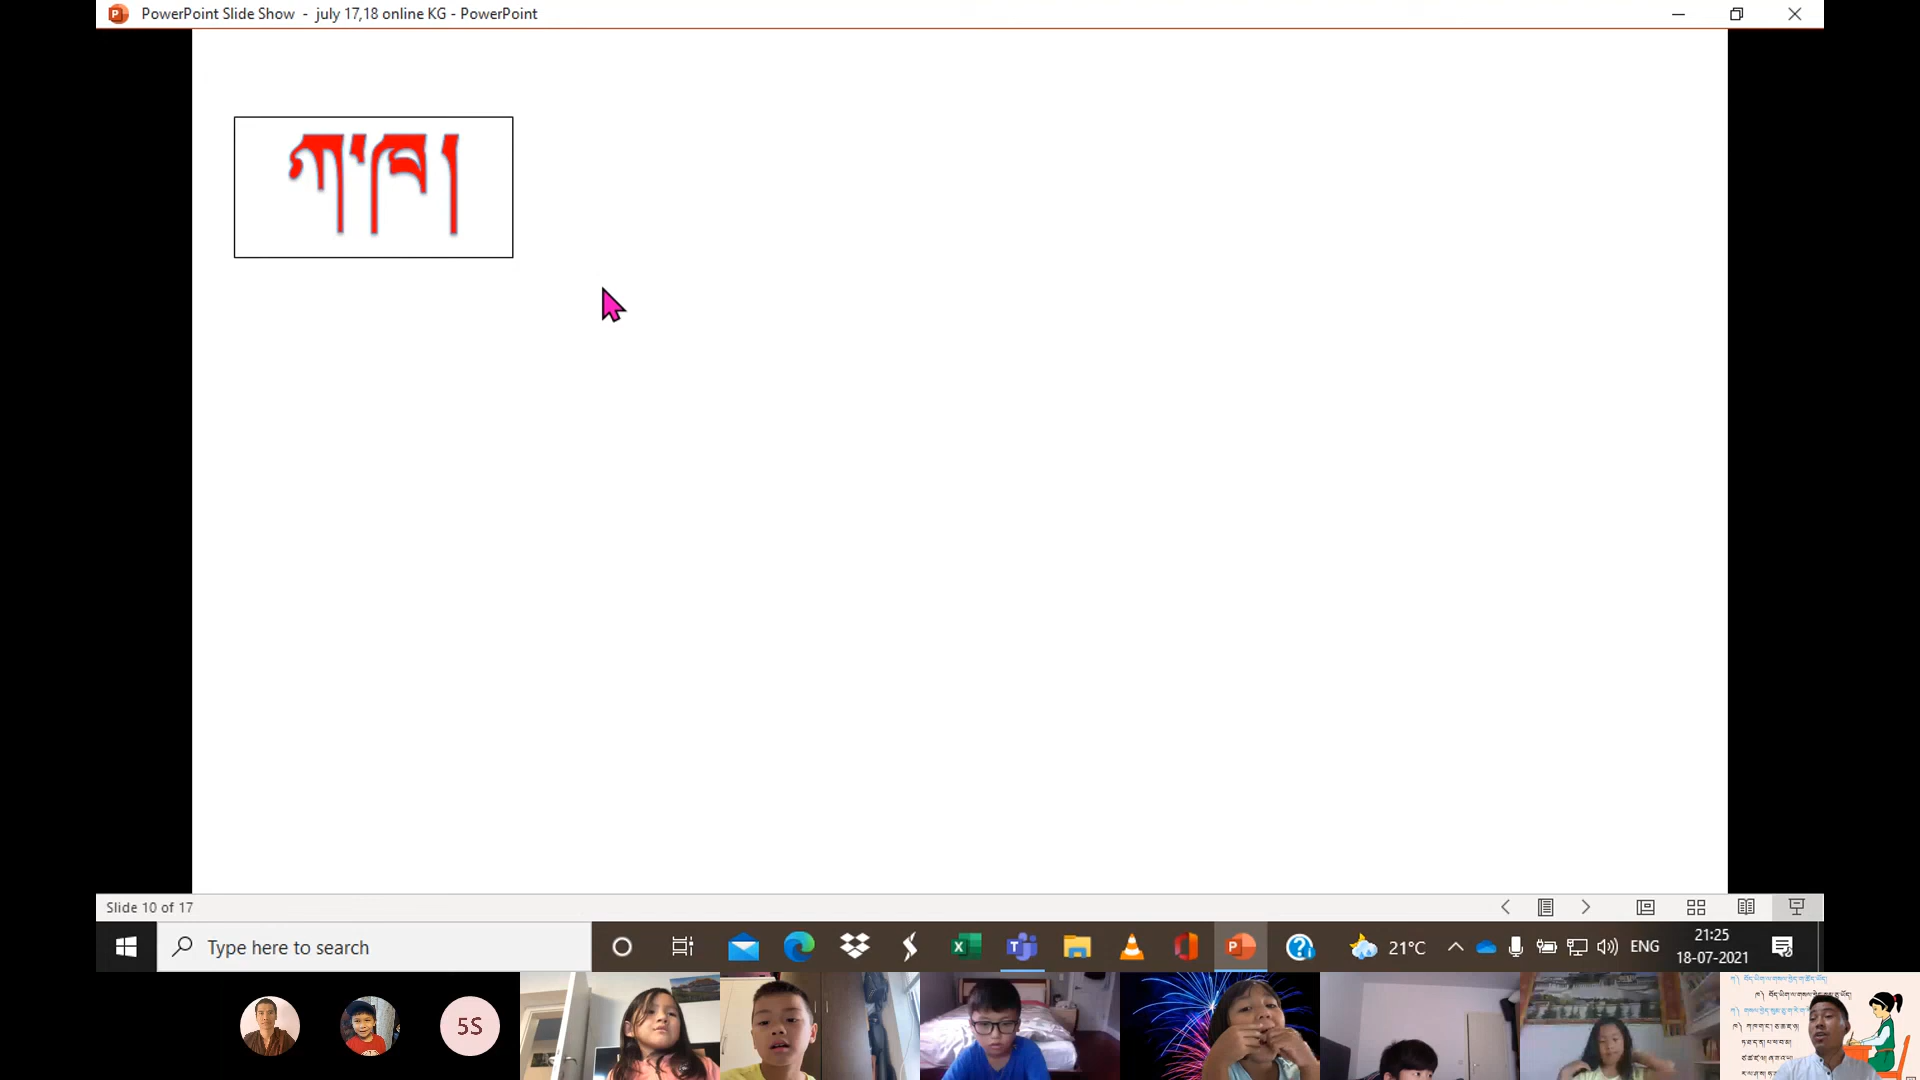 PowerPoint Slide Show - july 17,18 online KG - PowerPoint
ཀ་ཁ།
Slide 10 of 17
Type here to search
21°C
ENG
21:25
18-07-2021
5S